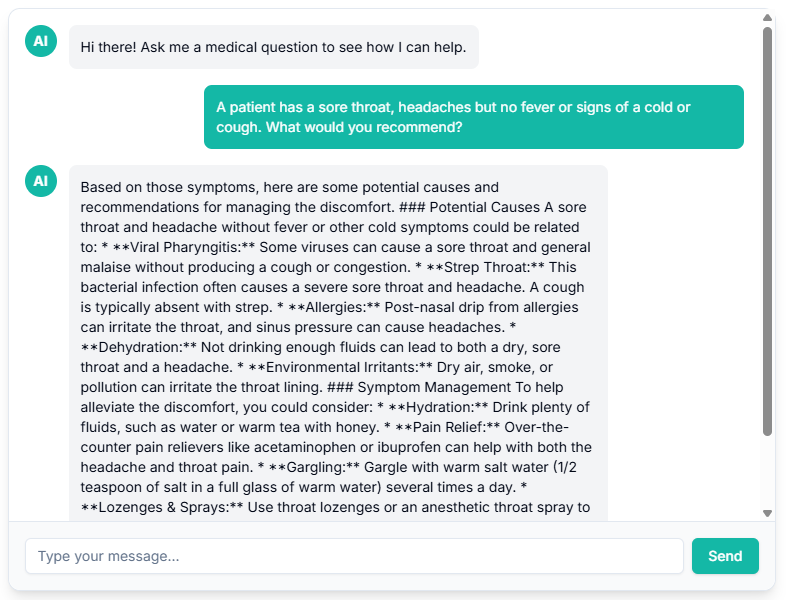 AI
Hi there! Ask me a medical question to see how I can help.
A patient has a sore throat, headaches but no fever or signs of a cold or
cough. What would you recommend?
AI
Based on those symptoms, here are some potential causes and
recommendations for managing the discomfort. ### Potential Causes A sore
throat and headache without fever or other cold symptoms could be related
to: * **Viral Pharyngitis:** Some viruses can cause a sore throat and general
malaise without producing a cough or congestion. * **Strep Throat:** This
bacterial infection often causes a severe sore throat and headache. A cough
is typically absent with strep. * **Allergies:** Post-nasal drip from allergies
can irritate the throat, and sinus pressure can cause headaches. *
**Dehydration:** Not drinking enough fluids can lead to both a dry, sore
throat and a headache. * **Environmental Irritants:** Dry air, smoke, or
pollution can irritate the throat lining. ### Symptom Management To help
alleviate the discomfort, you could consider: * **Hydration:** Drink plenty of
fluids, such as water or warm tea with honey. * **Pain Relief:** Over-the-
counter pain relievers like acetaminophen or ibuprofen can help with both the
headache and throat pain. * **Gargling:** Gargle with warm salt water (1/2
teaspoon of salt in a full glass of warm water) several times a day. *
**Lozenges & Sprays:** Use throat lozenges or an anesthetic throat spray to
Type your message...
Send